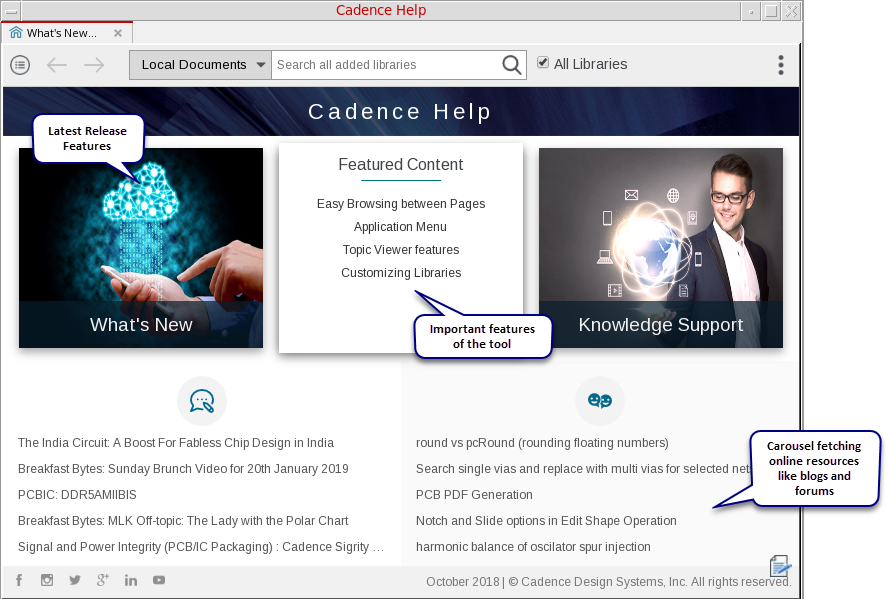 Cadence Help
What's New...
Local Documents
Search all added libraries
All Libraries
Cadence Help
Latest Release
Features
What's New
Featured Content
Easy Browsing between Pages
Application Menu
Topic Viewer features
Customizing Libraries
Important features
of the tool
Knowledge Support
The India Circuit: A Boost For Fabless Chip Design in India
Breakfast Bytes: Sunday Brunch Video for 20th January 2019
PCBIC: DDR5AMIIBIS
Breakfast Bytes: MLK Off-topic: The Lady with the Polar Chart
Signal and Power Integrity (PCB/IC Packaging) : Cadence Sigrity ...
round vs pcRound (rounding floating numbers)
Search single vias and replace with multi vias for selected net
PCB PDF Generation
Notch and Slide options in Edit Shape Operation
harmonic balance of oscilator spur injection
Carousel fetching
online resources
like blogs and
forums
October 2018 | © Cadence Design Systems, Inc. All rights reserved.